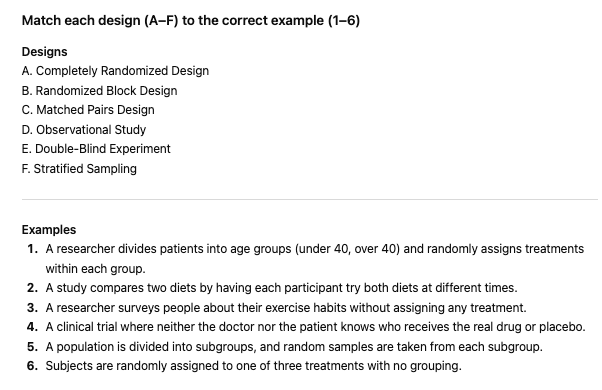 Match each design (A–F) to the correct example (1–6)
Designs
A. Completely Randomized Design
B. Randomized Block Design
C. Matched Pairs Design
D. Observational Study
E. Double-Blind Experiment
F. Stratified Sampling
Examples
1. A researcher divides patients into age groups (under 40, over 40) and randomly assigns treatments
within each group.
2. A study compares two diets by having each participant try both diets at different times.
3. A researcher surveys people about their exercise habits without assigning any treatment.
4. A clinical trial where neither the doctor nor the patient knows who receives the real drug or placebo.
5. A population is divided into subgroups, and random samples are taken from each subgroup.
6. Subjects are randomly assigned to one of three treatments with no grouping.